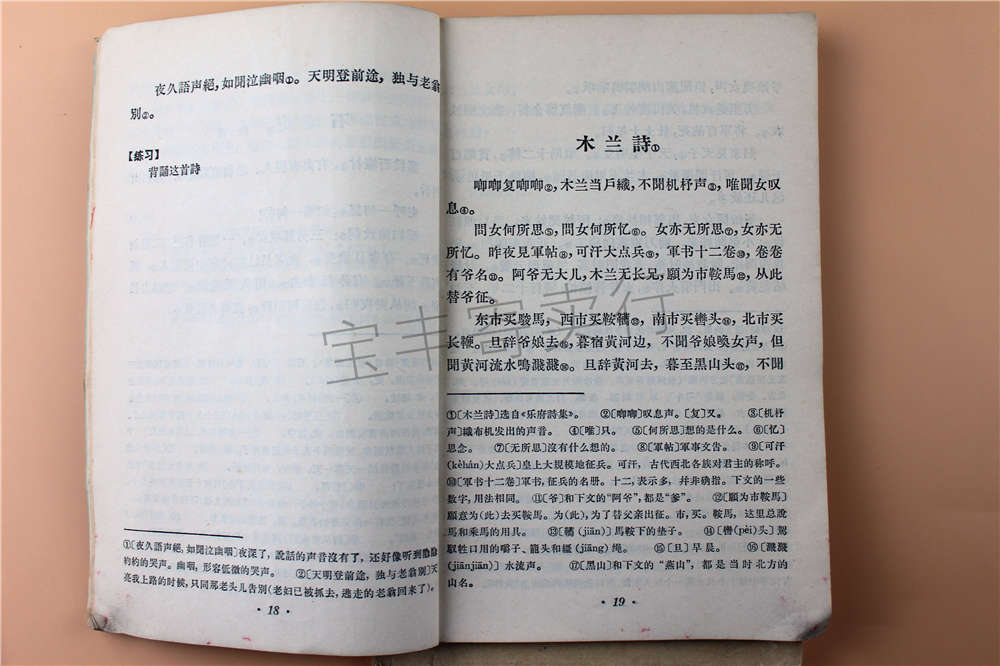 夜久語声絕，如聞泣幽咽①。天明登前途，独与老翁
別②。
【练习】
背誦这首詩
①〔夜久語声絕，如聞泣幽咽〕夜深了，說話的声音沒有了，还好像听到隐隐
約約的哭声。幽咽，形容低微的哭声。 ②〔天明登前途，独与老翁別〕天
亮我上路的时候，只同那老头儿告別（老妇已被抓去，逃走的老翁回来了）。
· 18 ·
木兰詩①
唧唧复唧唧②，木兰当戶織，不聞机杼声③，唯聞女叹
息④。
問女何所思⑤，問女何所忆⑥。女亦无所思⑦，女亦无
所忆。昨夜見軍帖⑧，可汗大点兵⑨，軍书十二卷⑩，卷卷
有爷名⑪。阿爷无大儿，木兰无长兄，願为市鞍馬⑫，从此
替爷征。
东市买駿馬，西市买鞍韉⑬，南市买轡头⑭，北市买
长鞭。旦辞爷娘去⑮，暮宿黃河边，不聞爷娘喚女声，但
聞黃河流水鳴濺濺⑯。旦辞黃河去，暮至黑山头⑰，不聞
①〔木兰詩〕选自《乐府詩集》。 ②〔唧唧〕叹息声。〔复〕又。 ③〔机杼
声〕織布机发出的声音。 ④〔唯〕只。 ⑤〔何所思〕想的是什么。 ⑥〔忆〕
思念。 ⑦〔无所思〕沒有什么想的。 ⑧〔軍帖〕軍事文告。 ⑨〔可汗
(kèhán)大点兵〕皇上大規模地征兵。可汗，古代西北各族对君主的称呼。
⑩〔軍书十二卷〕軍书，征兵的名册。十二，表示多，幷非确指。下文的一些
数字，用法相同。 ⑪〔爷〕和下文的“阿爷”，都是“爹”。 ⑫〔願为市鞍馬〕
願意为(此)去买鞍馬。为(此)，为了替父亲出征。市，买。鞍馬，这里总說
馬和乘馬的用具。 ⑬〔韉(jiān)〕馬鞍下的垫子。 ⑭〔轡(pèi)头〕駕
馭牲口用的嚼子、籠头和繮(jiāng)绳。 ⑮〔旦〕早晨。 ⑯〔濺濺
(jiānjiān)〕水流声。 ⑰〔黑山〕和下文的“燕山”，都是当时北方的
山名。
· 19 ·
宝丰寄卖行